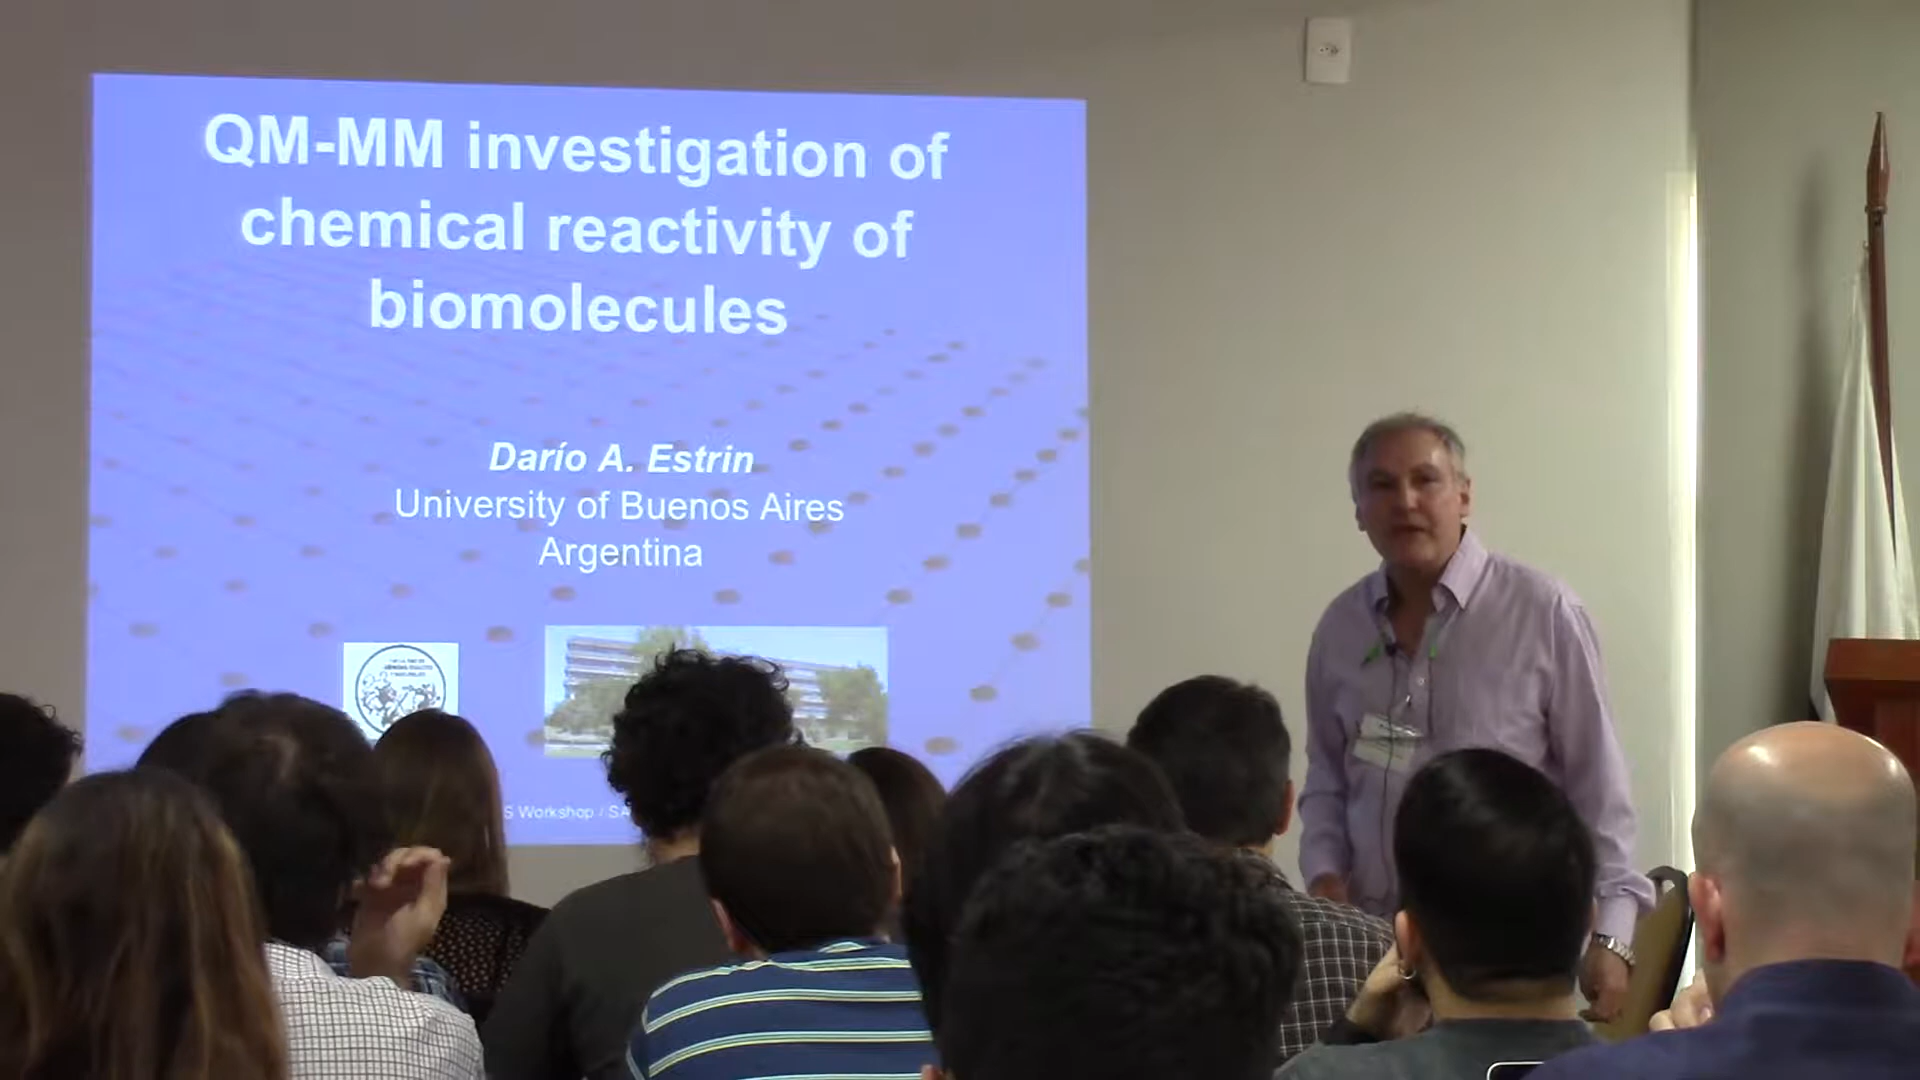 QM-MM investigation of
chemical reactivity of
biomolecules
Darío A. Estrin
University of Buenos Aires
Argentina
S Workshop / SA